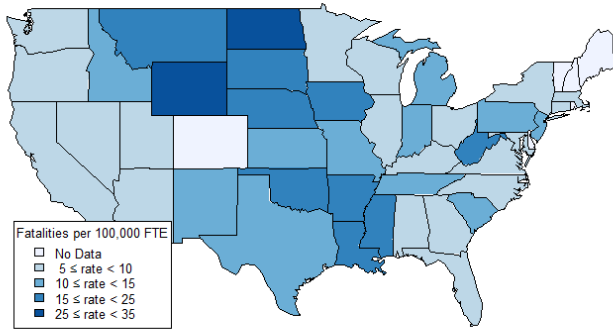 Fatalities per 100,000 FTE
No Data
5 ≤ rate < 10
10 ≤ rate < 15
15 ≤ rate < 25
25 ≤ rate < 35